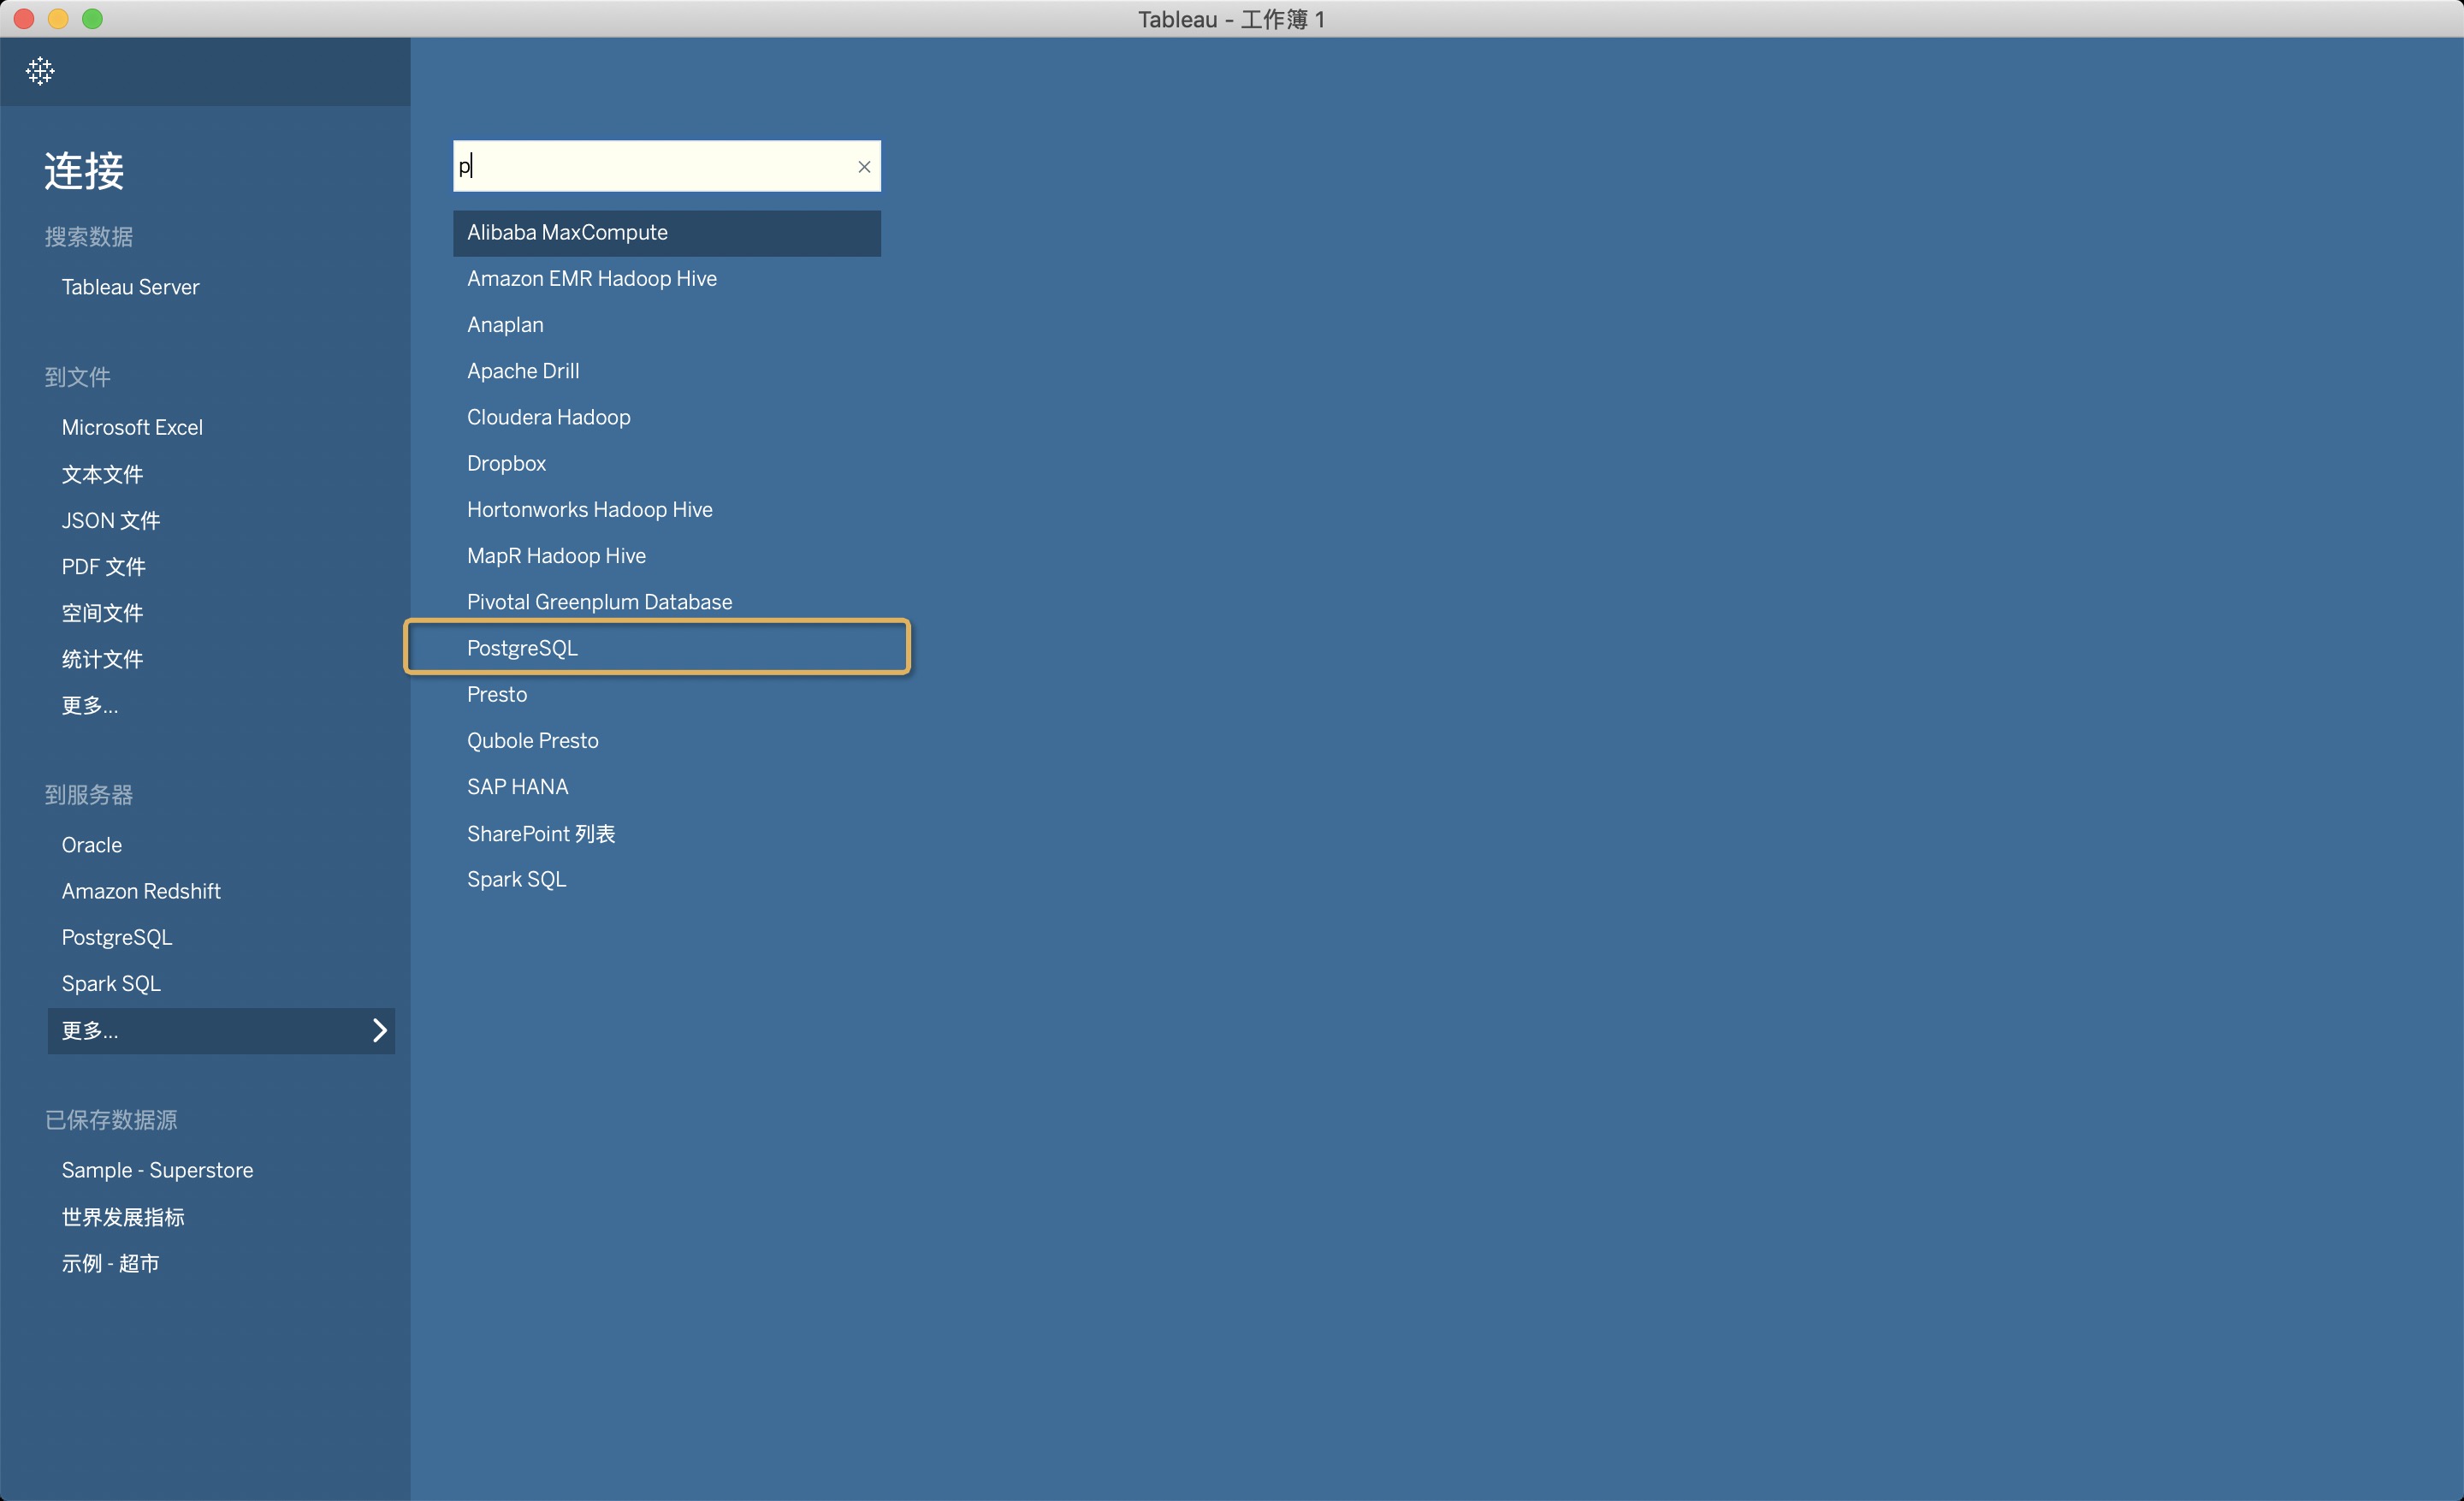 Tableau - 工作簿 1
连接
搜索数据
Tableau Server
到文件
Microsoft Excel
文本文件
JSON 文件
PDF 文件
空间文件
统计文件
更多...
到服务器
Oracle
Amazon Redshift
PostgreSQL
Spark SQL
更多...
已保存数据源
Sample - Superstore
世界发展指标
示例 - 超市
p
Alibaba MaxCompute
Amazon EMR Hadoop Hive
Anaplan
Apache Drill
Cloudera Hadoop
Dropbox
Hortonworks Hadoop Hive
MapR Hadoop Hive
Pivotal Greenplum Database
PostgreSQL
Presto
Qubole Presto
SAP HANA
SharePoint 列表
Spark SQL